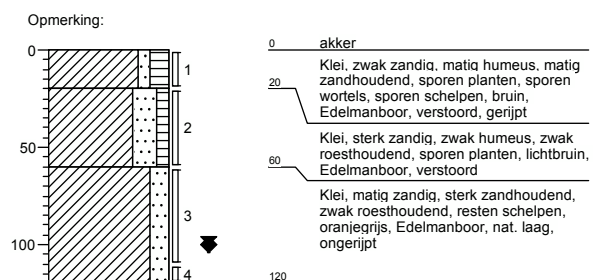 Opmerking:
0
akker
0
1
Klei, zwak zandig, matig humeus, matig
zandhoudend, sporen planten, sporen
wortels, sporen schelpen, bruin,
Edelmanboor, verstoord, gerijpt
20
2
Klei, sterk zandig, zwak humeus, zwak
roesthoudend, sporen planten, lichtbruin,
Edelmanboor, verstoord
50
60
3
Klei, matig zandig, sterk zandhoudend,
zwak roesthoudend, resten schelpen,
oranjegrijs, Edelmanboor, nat. laag,
ongerijpt
100
4
120